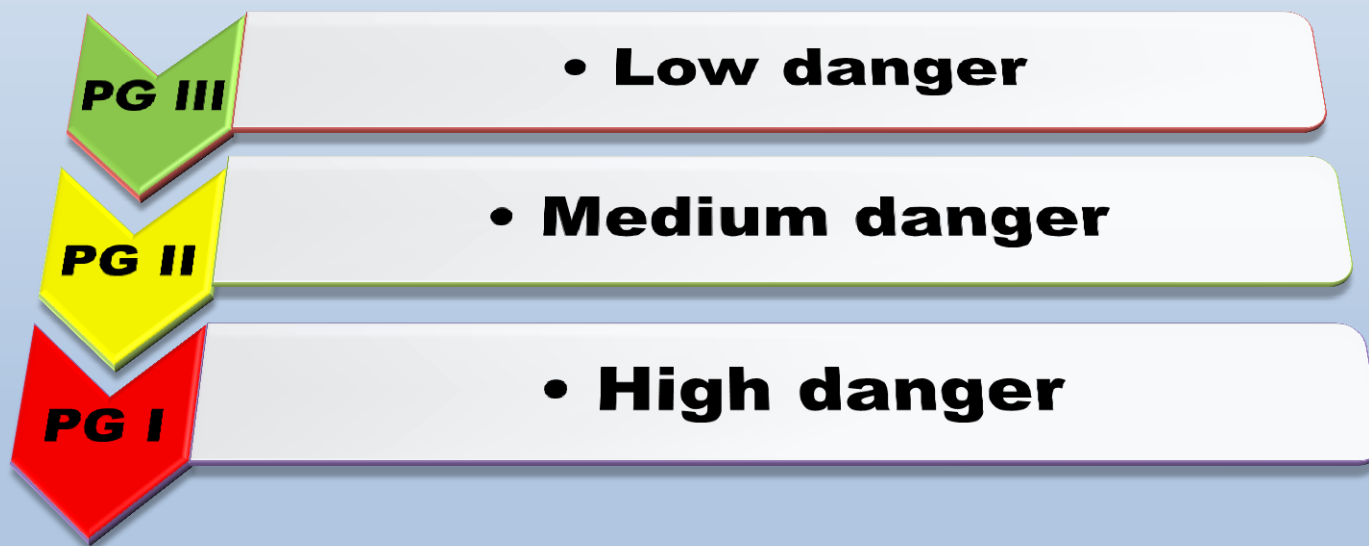 PG III • Low danger
PG II • Medium danger
PG I • High danger